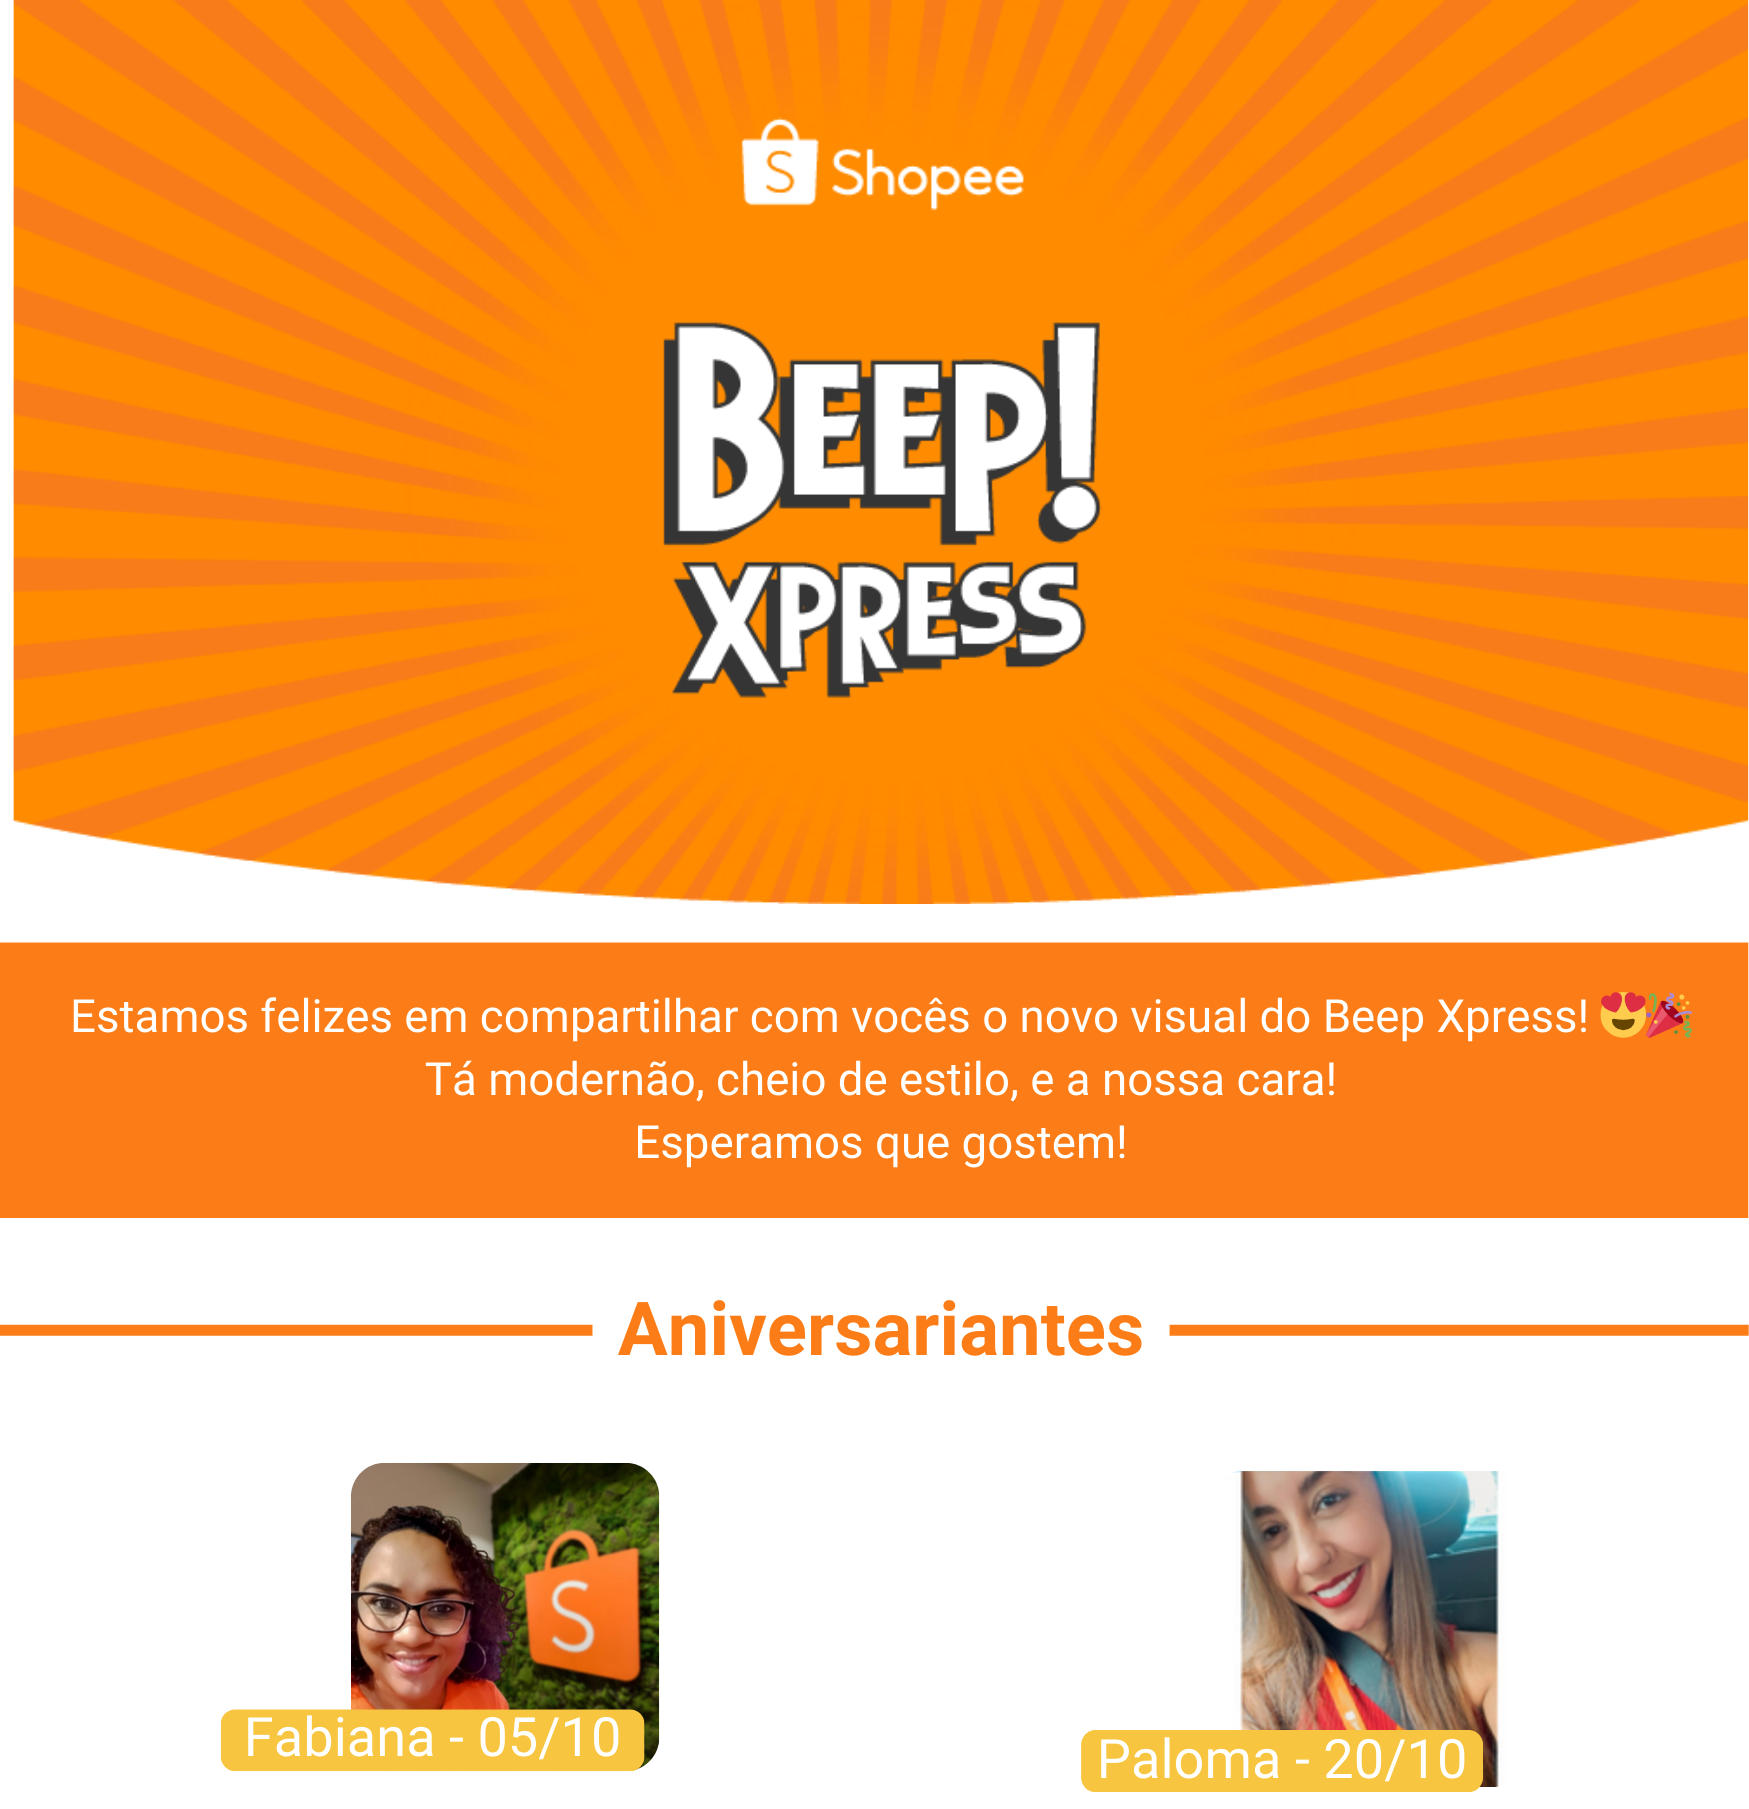 Shopee
BEEP!
XPRESS
Estamos felizes em compartilhar com vocês o novo visual do Beep Xpress! 😍🎉
Tá modernão, cheio de estilo, e a nossa cara!
Esperamos que gostem!
Aniversariantes
Fabiana - 05/10
Paloma - 20/10